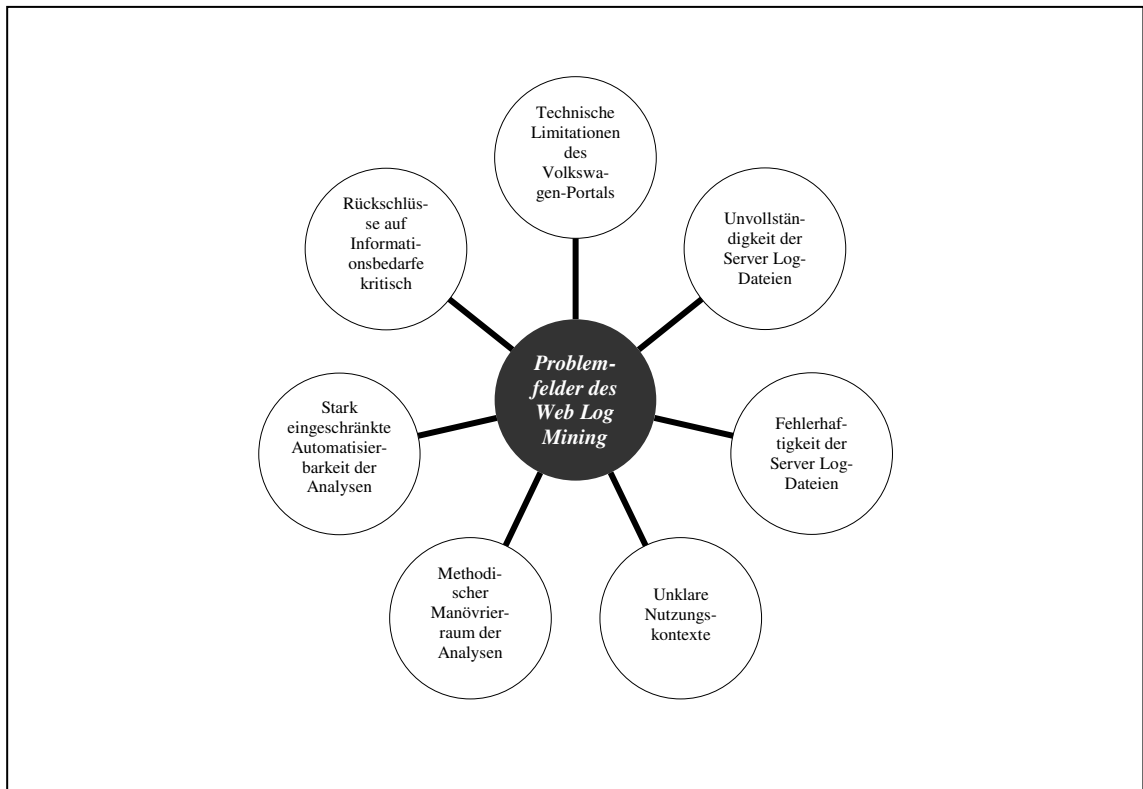 Technische
Limitationen
des
Volkswa-
gen-Portals
Unvollstän-
digkeit der
Server Log-
Dateien
Fehlerhaf-
tigkeit der
Server Log-
Dateien
Unklare
Nutzungs-
kontexte
Methodi-
scher
Manövrier-
raum der
Analysen
Stark
eingeschränkte
Automatisier-
barkeit der
Analysen
Rückschlüs-
se auf
Informati-
onsbedarfe
kritisch
Problem-
felder des
Web Log
Mining